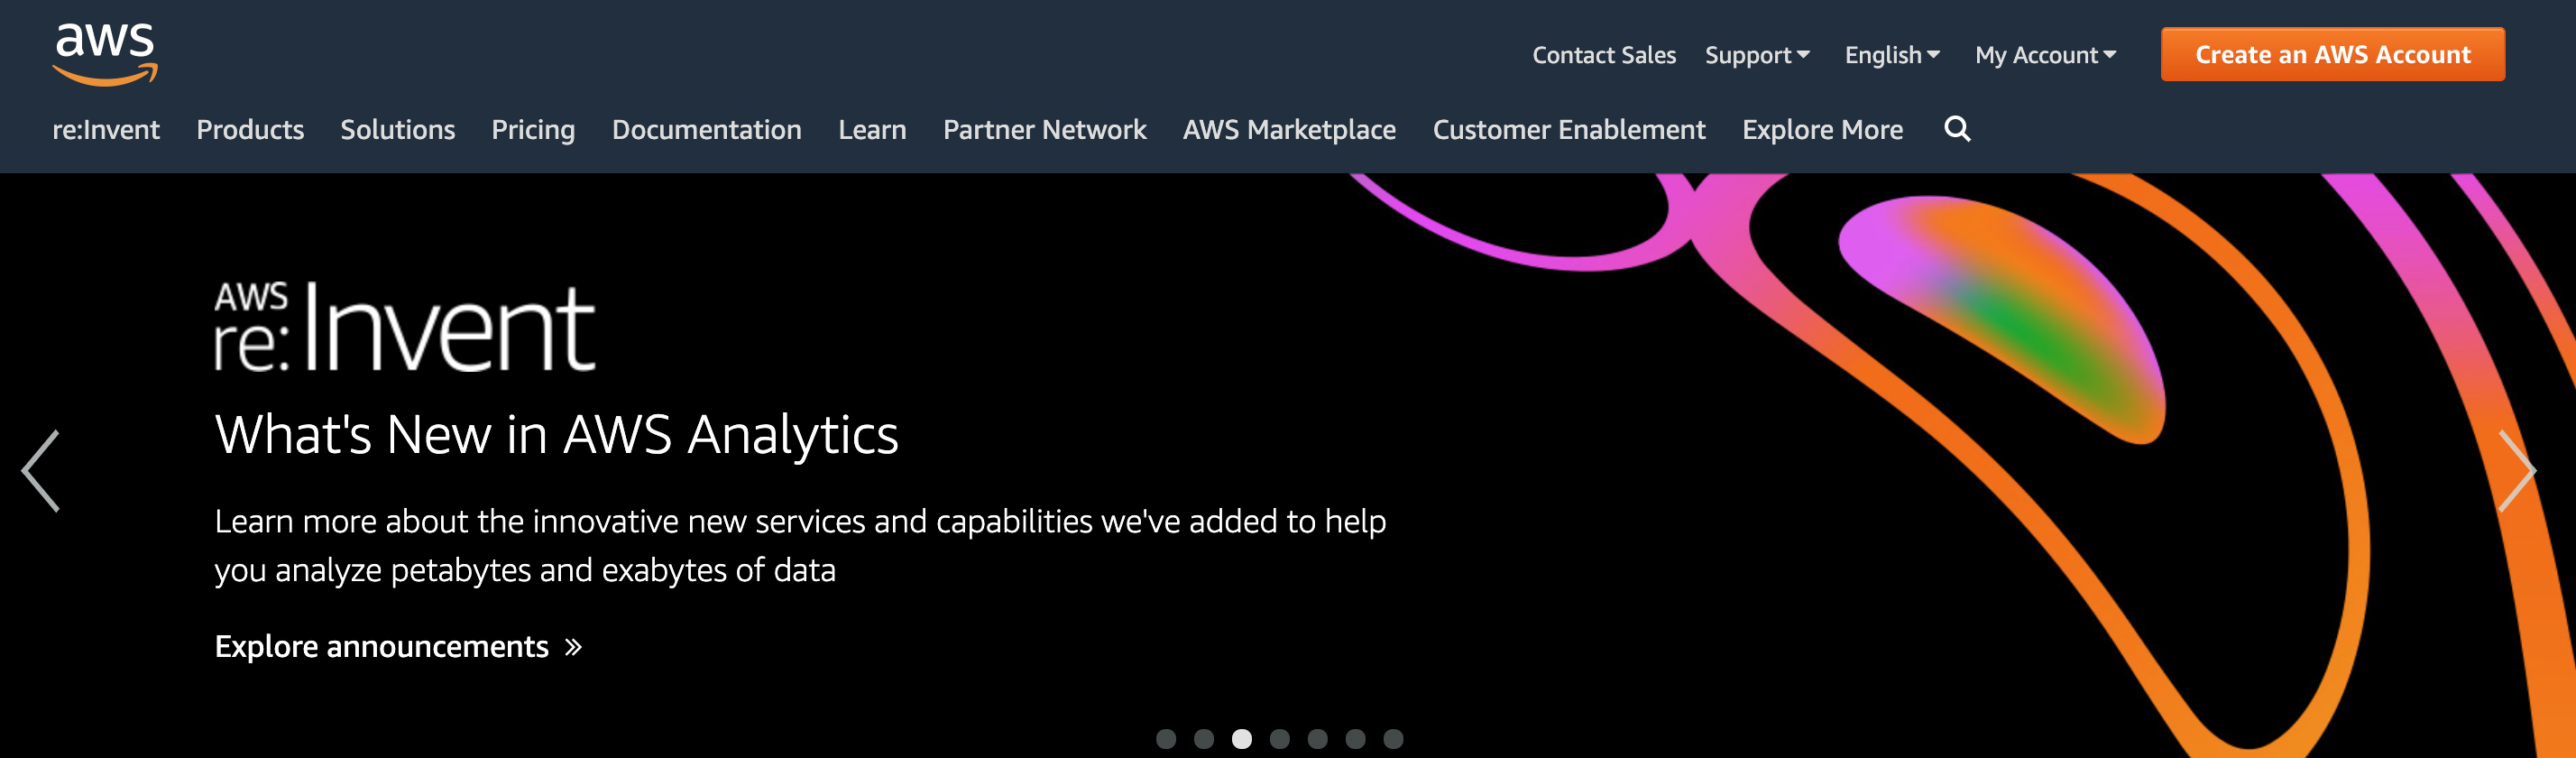 aws
Contact Sales Support English My Account Create an AWS Account
re:Invent Products Solutions Pricing Documentation Learn Partner Network AWS Marketplace Customer Enablement Explore More
AWS
re:Invent
What's New in AWS Analytics
Learn more about the innovative new services and capabilities we've added to help
you analyze petabytes and exabytes of data
Explore announcements »